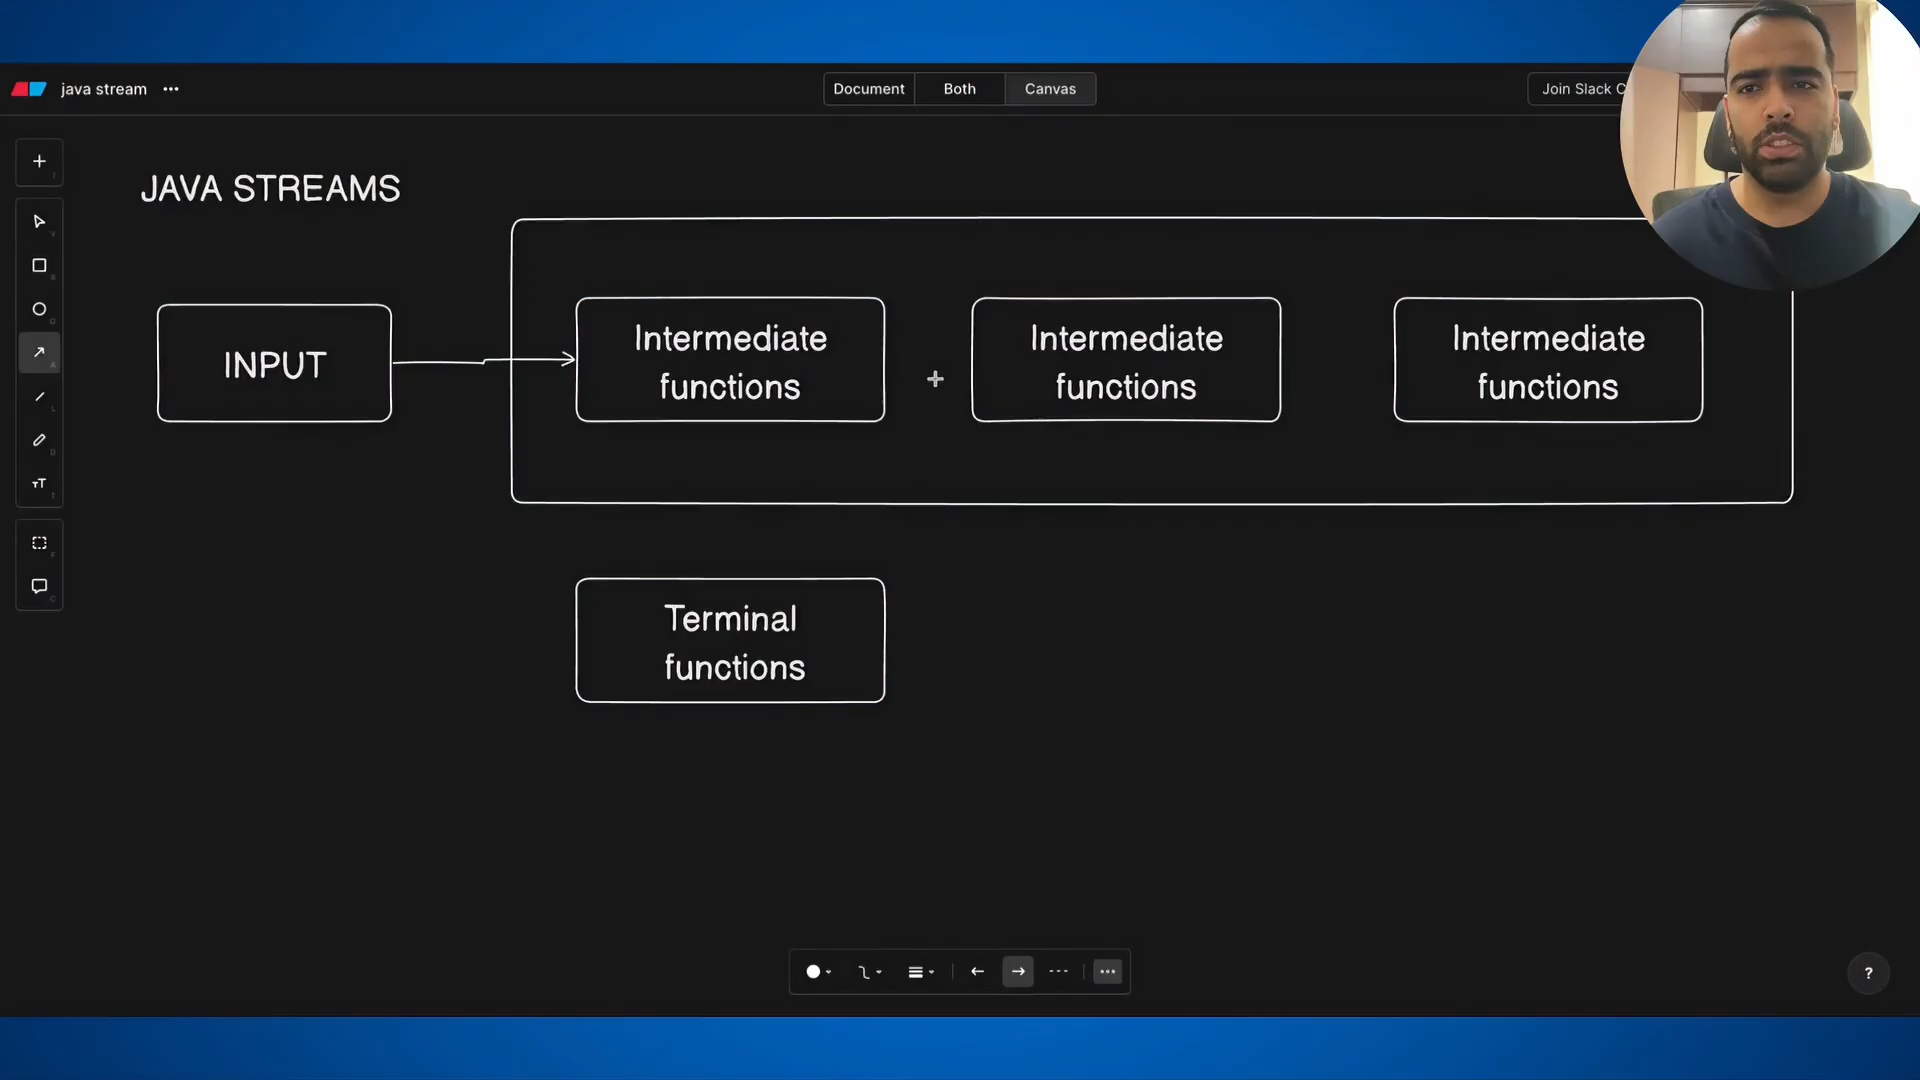 java stream
Document
Both
Canvas
Join Slack C
JAVA STREAMS
INPUT
Intermediate
functions
Intermediate
functions
Intermediate
functions
Terminal
functions
?